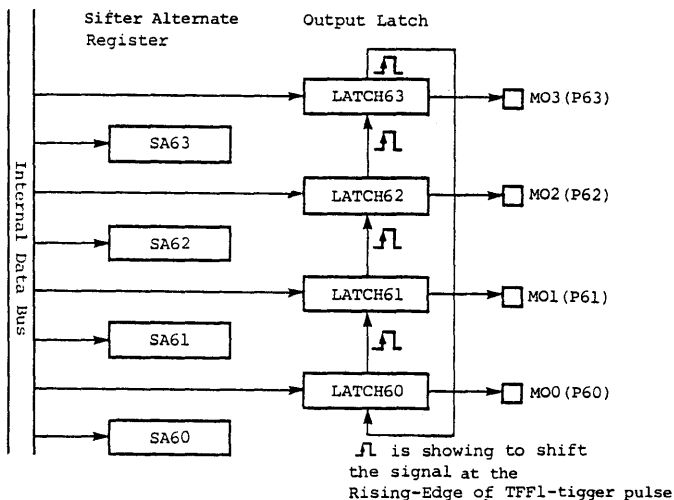 Sifter Alternate
Register
Output Latch
LATCH63
MO3(P63)
SA63
LATCH62
MO2(P62)
SA62
LATCH61
MO1(P61)
SA61
LATCH60
MO0(P60)
SA60
Internal Data Bus
is showing to shift
the signal at the
Rising-Edge of TFF1-tigger pulse